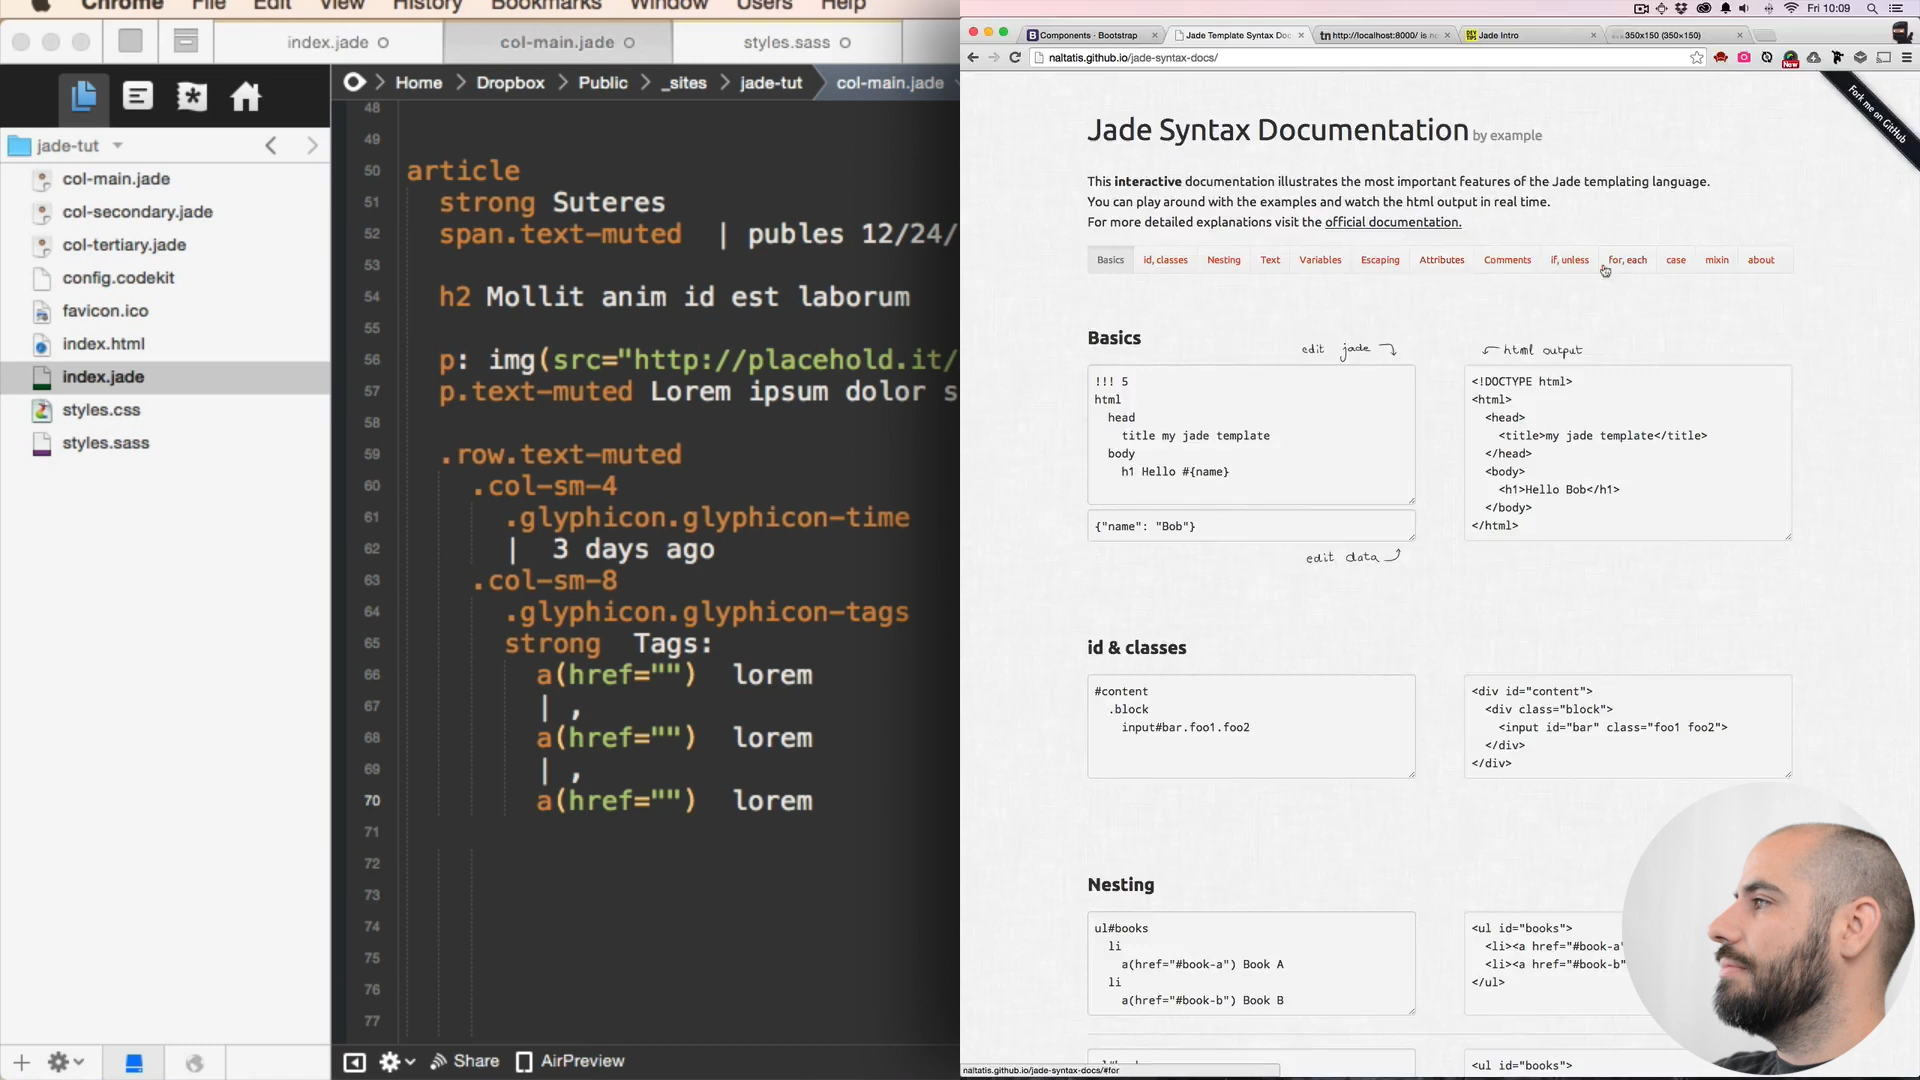 Chrome File Edit View History Bookmarks Window Users Help
index.jade
col-main.jade
styles.sass
Home
Dropbox
Public
_sites
jade-tut
col-main.jade
jade-tut
col-main.jade
col-secondary.jade
col-tertiary.jade
config.codekit
favicon.ico
index.html
index.jade
styles.css
styles.sass
48
49
50 article
51 strong Suteres
52 span.text-muted | publes 12/24/
53
54 h2 Mollit anim id est laborum
55
56 p: img(src="http://placehold.it/
57 p.text-muted Lorem ipsum dolor s
58
59 .row.text-muted
60 .col-sm-4
61 .glyphicon.glyphicon-time
62 | 3 days ago
63 .col-sm-8
64 .glyphicon.glyphicon-tags
65 strong Tags:
66 a(href="") lorem
67 | ,
68 a(href="") lorem
69 | ,
70 a(href="") lorem
71
72
73
74
75
76
77
Share
AirPreview
Fri 10:09
Components · Bootstrap
Jade Template Syntax Doc
http://localhost:8000/ is n
Jade Intro
350x150 (350×150)
naltatis.github.io/jade-syntax-docs/
New
Fork me on GitHub
Jade Syntax Documentation by example
This interactive documentation illustrates the most important features of the Jade templating language.
You can play around with the examples and watch the html output in real time.
For more detailed explanations visit the official documentation.
Basics id, classes Nesting Text Variables Escaping Attributes Comments if, unless for, each case mixin about
Basics
edit jade
html output
!!! 5
html
head
title my jade template
body
h1 Hello #{name}
{"name": "Bob"}
edit data
<!DOCTYPE html>
<html>
<head>
<title>my jade template</title>
</head>
<body>
<h1>Hello Bob</h1>
</body>
</html>
id & classes
#content
.block
input#bar.foo1.foo2
<div id="content">
<div class="block">
<input id="bar" class="foo1 foo2">
</div>
</div>
Nesting
ul#books
li
a(href="#book-a") Book A
li
a(href="#book-b") Book B
<ul id="books">
<li><a href="#book-a"
<li><a href="#book-b"
</ul>
ul#books
<ul id="books">
naltatis.github.io/jade-syntax-docs/#for